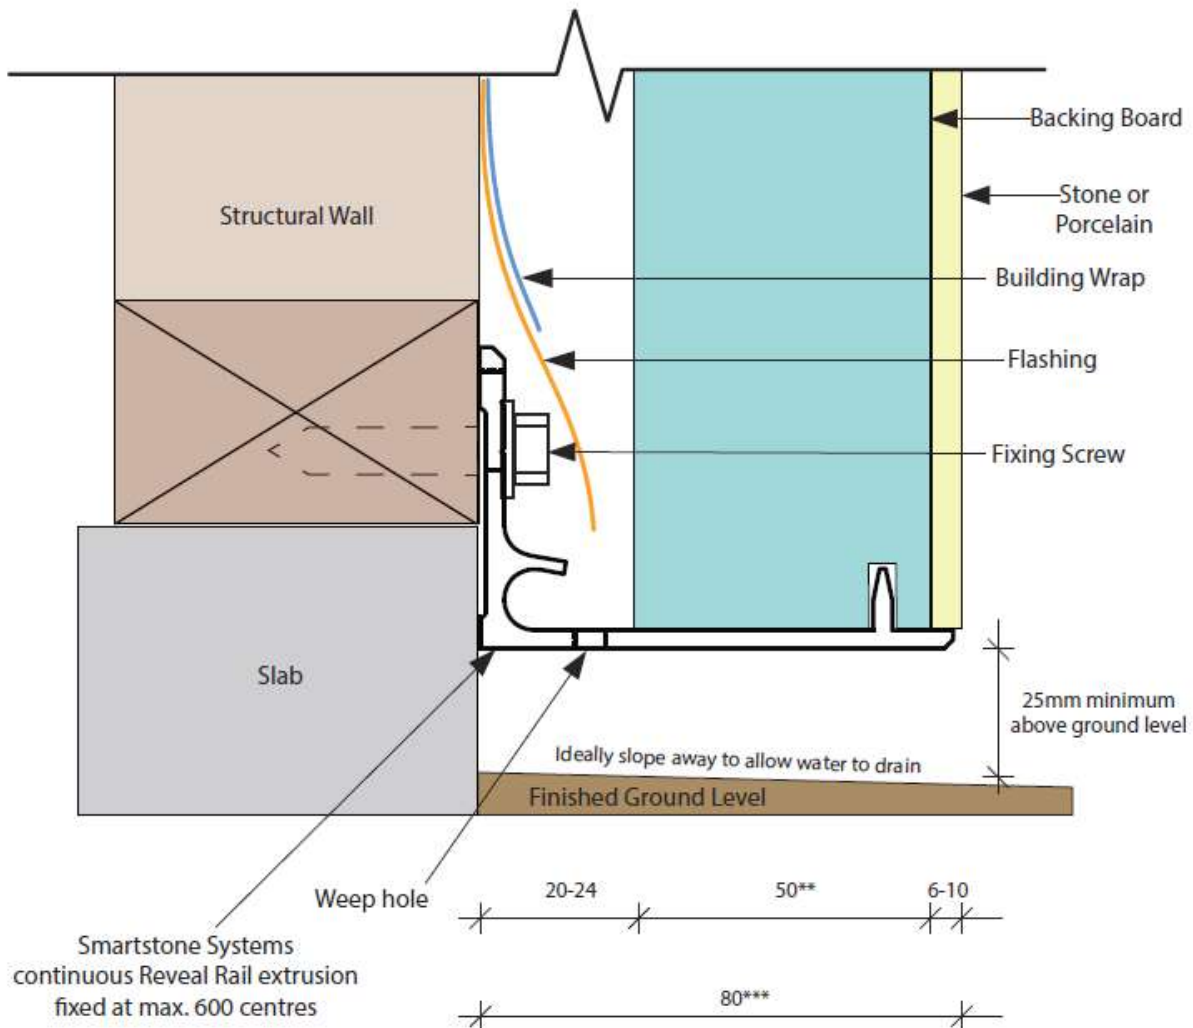 Backing Board
Stone or
Porcelain
Structural Wall
Building Wrap
Flashing
Fixing Screw
Slab
25mm minimum
above ground level
Ideally slope away to allow water to drain
Finished Ground Level
Weep hole
20-24
50**
6-10
Smartstone Systems
continuous Reveal Rail extrusion
fixed at max. 600 centres
80***